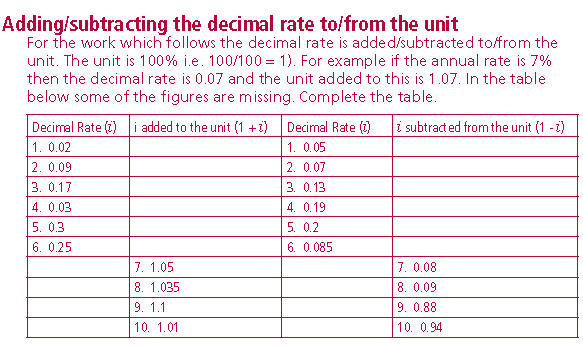 Adding/subtracting the decimal rate to/from the unit
For the work which follows the decimal rate is added/subtracted to/from the
unit. The unit is 100% i.e. 100/100 = 1). For example if the annual rate is 7%
then the decimal rate is 0.07 and the unit added to this is 1.07. In the table
below some of the figures are missing. Complete the table.
Decimal Rate (i) i added to the unit (1 + i) Decimal Rate (i) i subtracted from the unit (1 - i)
1. 0.02 1. 0.05
2. 0.09 2. 0.07
3. 0.17 3. 0.13
4. 0.03 4. 0.19
5. 0.3 5. 0.2
6. 0.25 6. 0.085
7. 1.05 7. 0.08
8. 1.035 8. 0.09
9. 1.1 9. 0.88
10. 1.01 10. 0.94